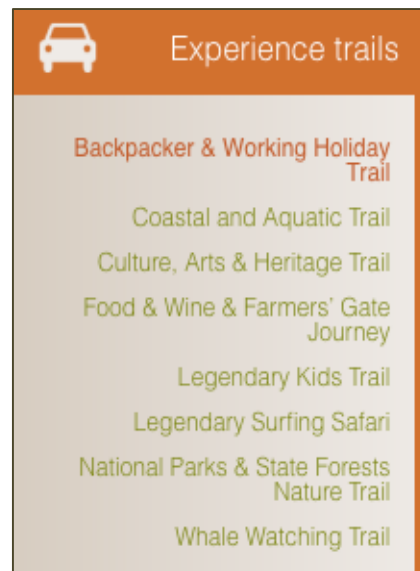 Experience trails
Backpacker & Working Holiday
Trail
Coastal and Aquatic Trail
Culture, Arts & Heritage Trail
Food & Wine & Farmers' Gate
Journey
Legendary Kids Trail
Legendary Surfing Safari
National Parks & State Forests
Nature Trail
Whale Watching Trail